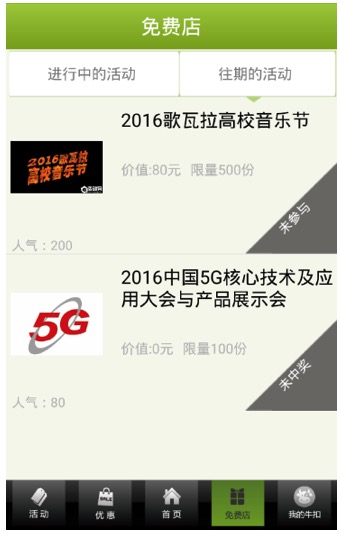 免费店
进行中的活动
往期的活动
2016歌瓦拉高校音乐节
2016歌瓦拉
高校音乐节
价值:80元 限量500份
未参与
人气：200
2016中国5G核心技术及应
用大会与产品展示会
5G
价值:0元 限量100份
未中奖
人气：80
SALE
活动
优惠
首页
免费店
我的牛扣